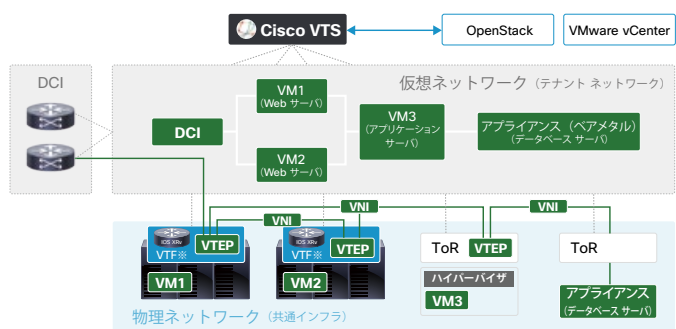 Cisco VTS
OpenStack
VMware vCenter
DCI
仮想ネットワーク（テナント ネットワーク）
VM1
（Web サーバ）
DCI
VM3
（アプリケーション
サーバ）
アプライアンス（ベアメタル）
（データベース サーバ）
VM2
（Web サーバ）
VNI
VNI
VNI
IOS XRv
VTEP
VTF※
VM1
IOS XRv
VTEP
VTF※
VM2
ToR
VTEP
ハイパーバイザ
VM3
ToR
アプライアンス
（データベース サーバ）
物理ネットワーク（共通インフラ）